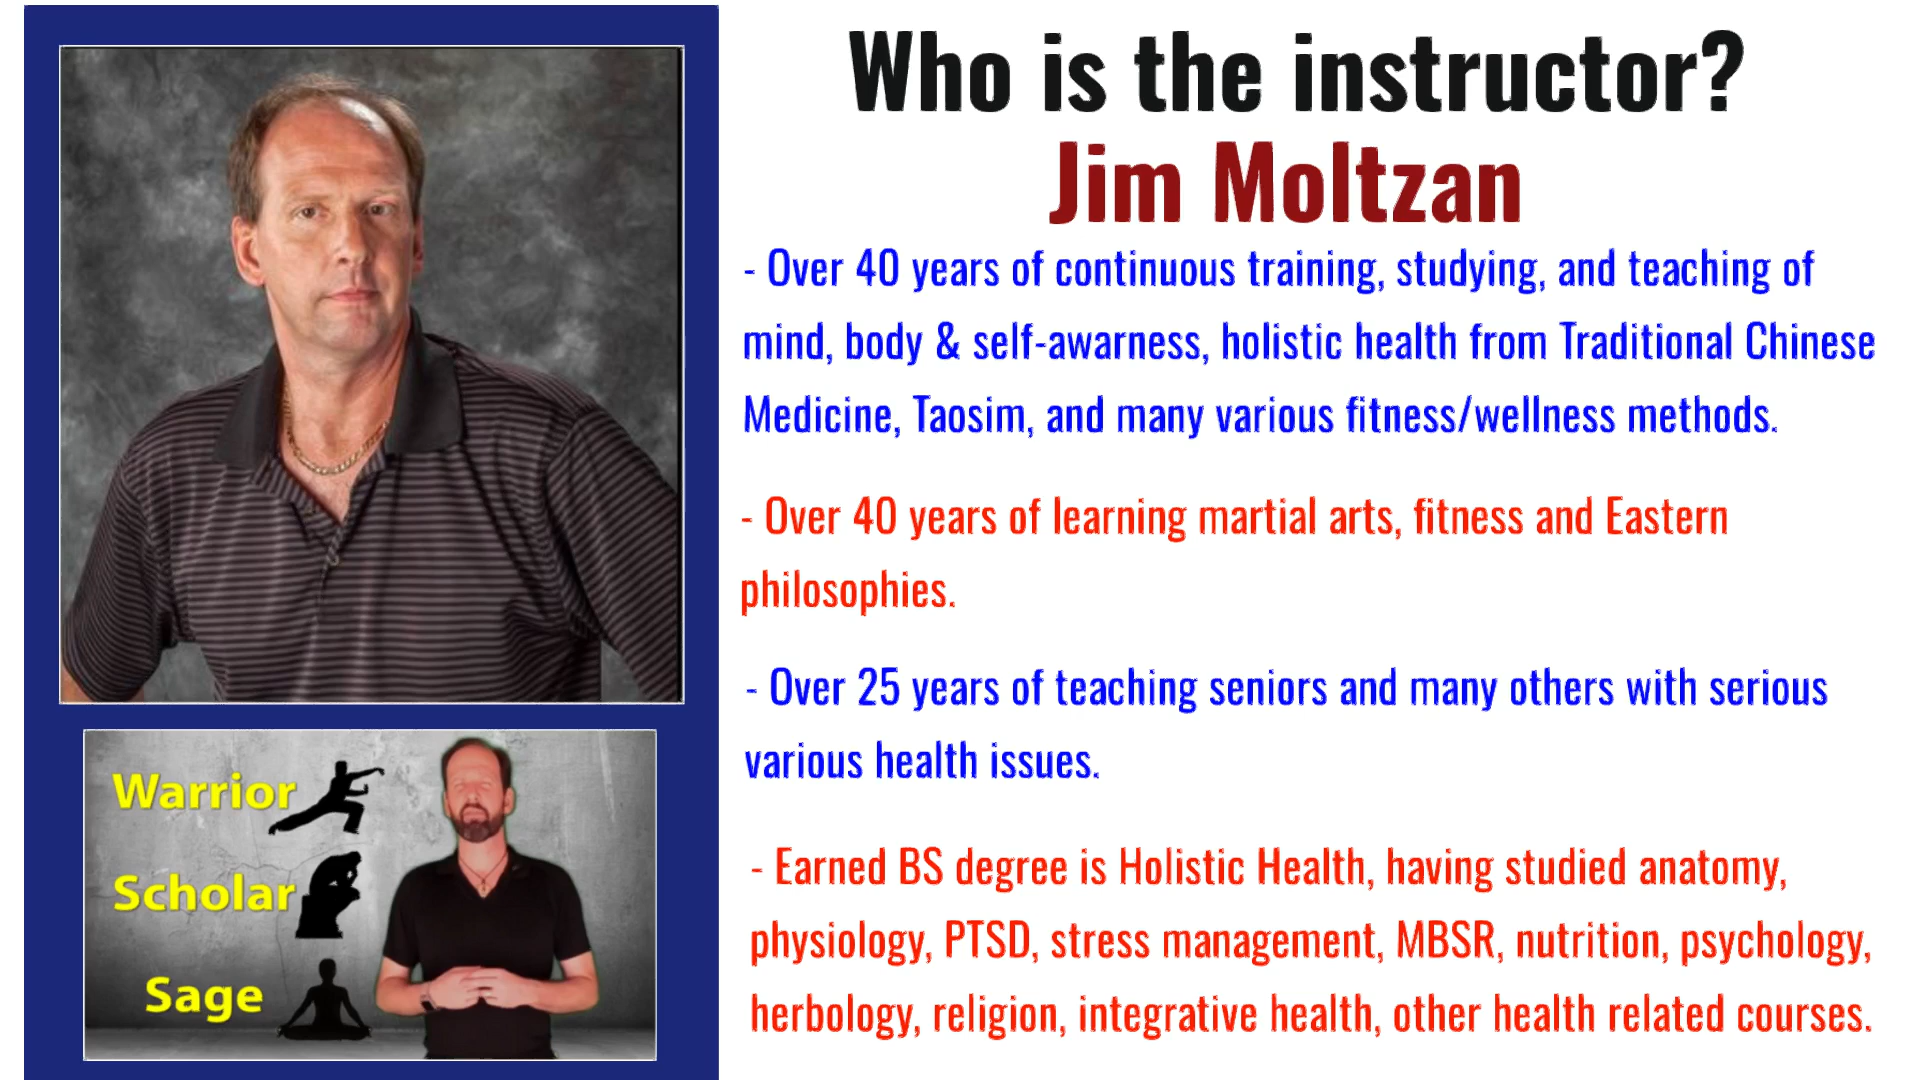 Who is the instructor?
Jim Moltzan
- Over 40 years of continuous training, studying, and teaching of
mind, body & self-awarness, holistic health from Traditional Chinese
Medicine, Taosim, and many various fitness/wellness methods.
- Over 40 years of learning martial arts, fitness and Eastern
philosophies.
- Over 25 years of teaching seniors and many others with serious
various health issues.
- Earned BS degree is Holistic Health, having studied anatomy,
physiology, PTSD, stress management, MBSR, nutrition, psychology,
herbology, religion, integrative health, other health related courses.
Warrior
Scholar
Sage